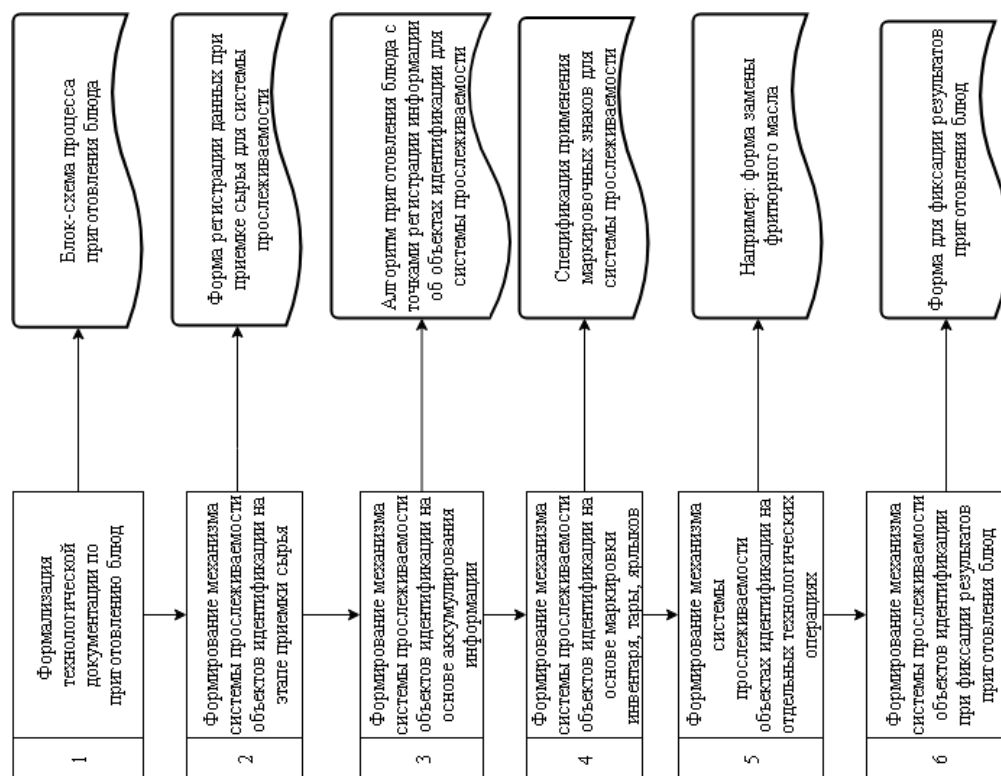 1
Формализация
технологической
документации по
приготовлению блюд
Блок-схема процесса
приготовления блюда
2
Формирование механизма
системы прослеживаемости
объектов идентификации на
этапе приемки сырья
Форма регистрации данных при
приемке сырья для системы
прослеживаемости
3
Формирование механизма
системы прослеживаемости
объектов идентификации на
основе аккумулирования
информации
Алгоритм приготовления блюда с
точками регистрации информации
об объектах идентификации для
системы прослеживаемости
4
Формирование механизма
системы прослеживаемости
объектов идентификации на
основе маркировки
инвентаря, тары, ярлыков
Спецификация применения
маркировочных знаков для
системы прослеживаемости
5
Формирование механизма
системы
прослеживаемости
объектах идентификации на
отдельных технологических
операциях
Например: форма замены
фритюрного масла
6
Формирование механизма
системы прослеживаемости
объектов идентификации
при фиксации результатов
приготовления блюд
Форма для фиксации результатов
приготовления блюд